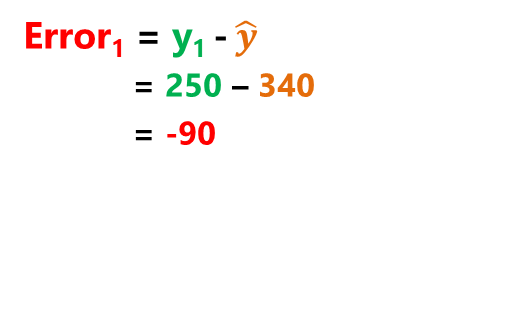 Error₁ = y₁ - ŷ
= 250 – 340
= -90